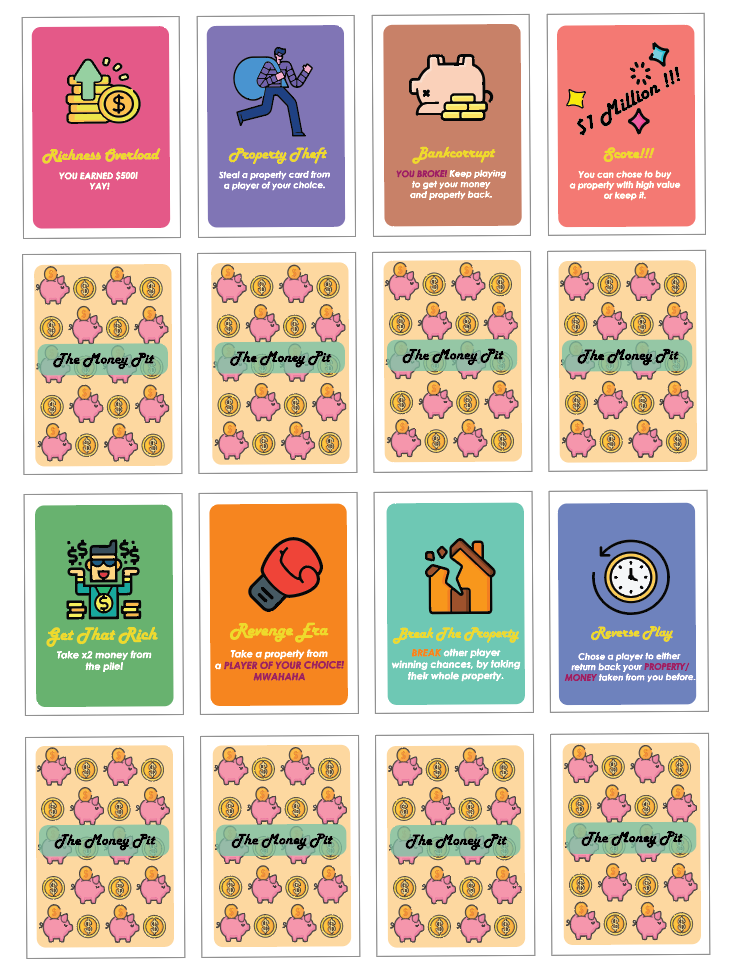 $1 Million !!!
Richness Overload
YOU EARNED $500!
YAY!
Property Theft
Steal a property card from
a player of your choice.
Bankcorrupt
YOU BROKE! Keep playing
to get your money
and property back.
Score!!!
You can chose to buy
a property with high value
or keep it.
The Money Pit
The Money Pit
The Money Pit
The Money Pit
Get That Rich
Take x2 money from
the pile!
Revenge Era
Take a property from
a PLAYER OF YOUR CHOICE!
MWAHAHA
Break The Property
BREAK other player
winning chances, by taking
their whole property.
Reverse Play
Chose a player to either
return back your PROPERTY/
MONEY taken from you before.
The Money Pit
The Money Pit
The Money Pit
The Money Pit